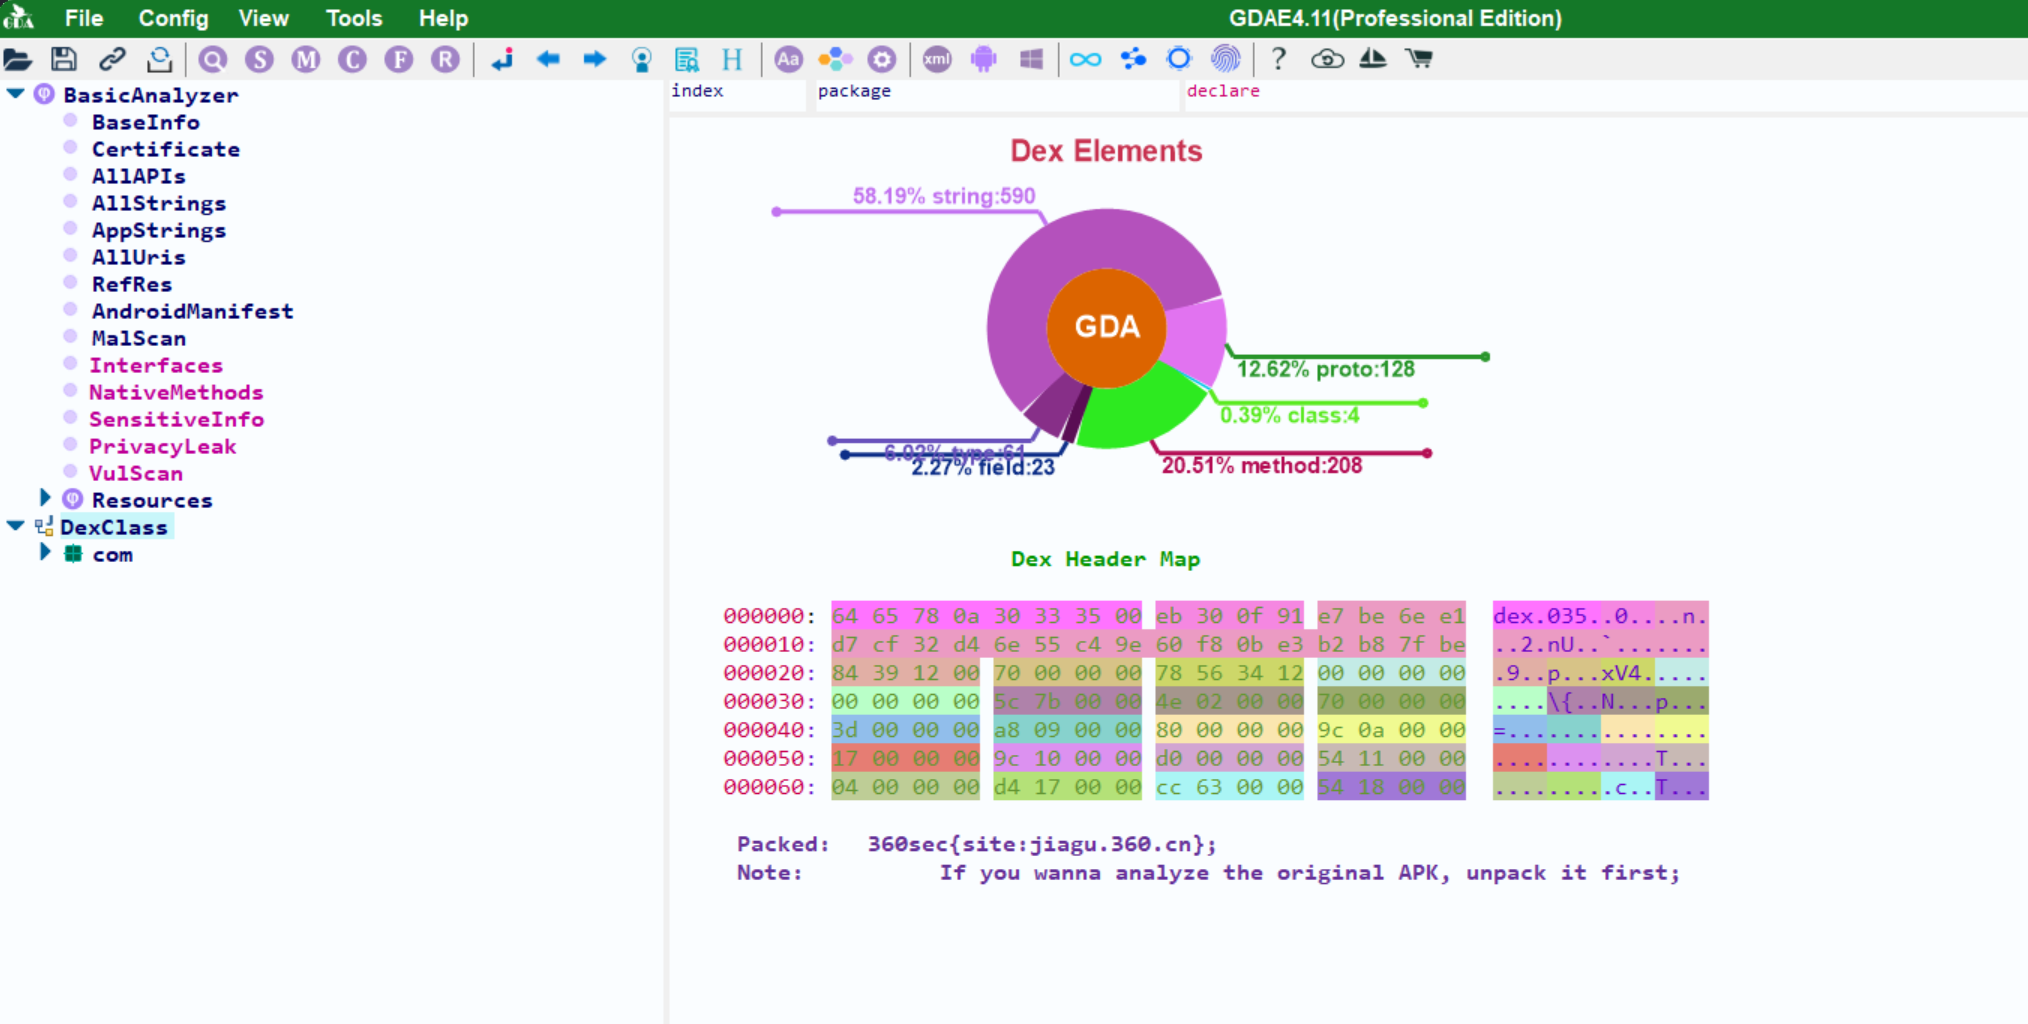 GDA File Config View Tools Help GDAE4.11(Professional Edition)
Q S M C F R H Aa xml ?
BasicAnalyzer
BaseInfo
Certificate
AllAPIs
AllStrings
AppStrings
AllUris
RefRes
AndroidManifest
MalScan
Interfaces
NativeMethods
SensitiveInfo
PrivacyLeak
VulScan
Resources
DexClass
com
index package declare
Dex Elements
58.19% string:590
GDA
12.62% proto:128
0.39% class:4
6.02% type:61
2.27% field:23
20.51% method:208
Dex Header Map
000000: 64 65 78 0a 30 33 35 00 eb 30 0f 91 e7 be 6e e1 dex.035..0....n.
000010: d7 cf 32 d4 6e 55 c4 9e 60 f8 0b e3 b2 b8 7f be ..2.nU..`.......
000020: 84 39 12 00 70 00 00 00 78 56 34 12 00 00 00 00 .9..p...xV4.....
000030: 00 00 00 00 5c 7b 00 00 4e 02 00 00 70 00 00 00 ....\{..N...p...
000040: 3d 00 00 00 a8 09 00 00 80 00 00 00 9c 0a 00 00 =...............
000050: 17 00 00 00 9c 10 00 00 d0 00 00 00 54 11 00 00 ............T...
000060: 04 00 00 00 d4 17 00 00 cc 63 00 00 54 18 00 00 .........c..T...
Packed: 360sec{site:jiagu.360.cn};
Note: If you wanna analyze the original APK, unpack it first;